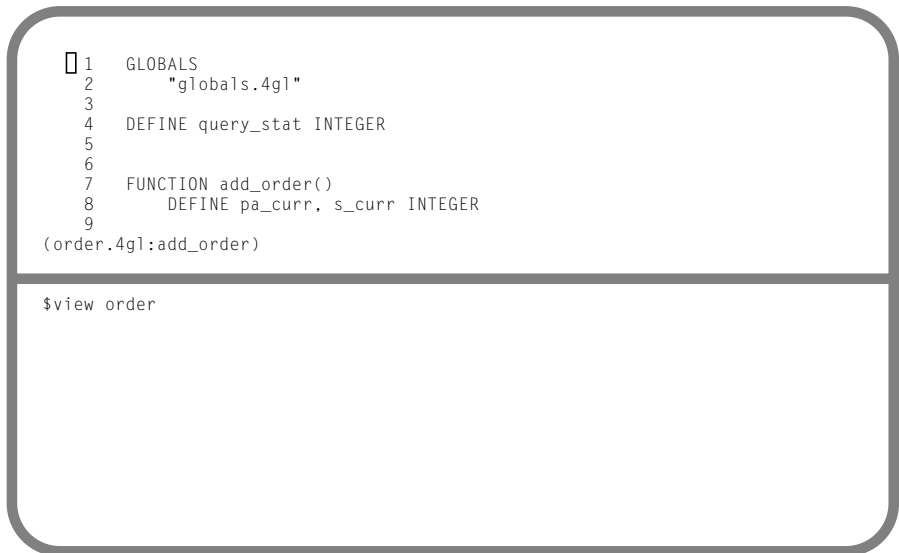 1 GLOBALS
2 "globals.4gl"
3
4 DEFINE query_stat INTEGER
5
6
7 FUNCTION add_order()
8 DEFINE pa_curr, s_curr INTEGER
9
(order.4gl:add_order)
$view order